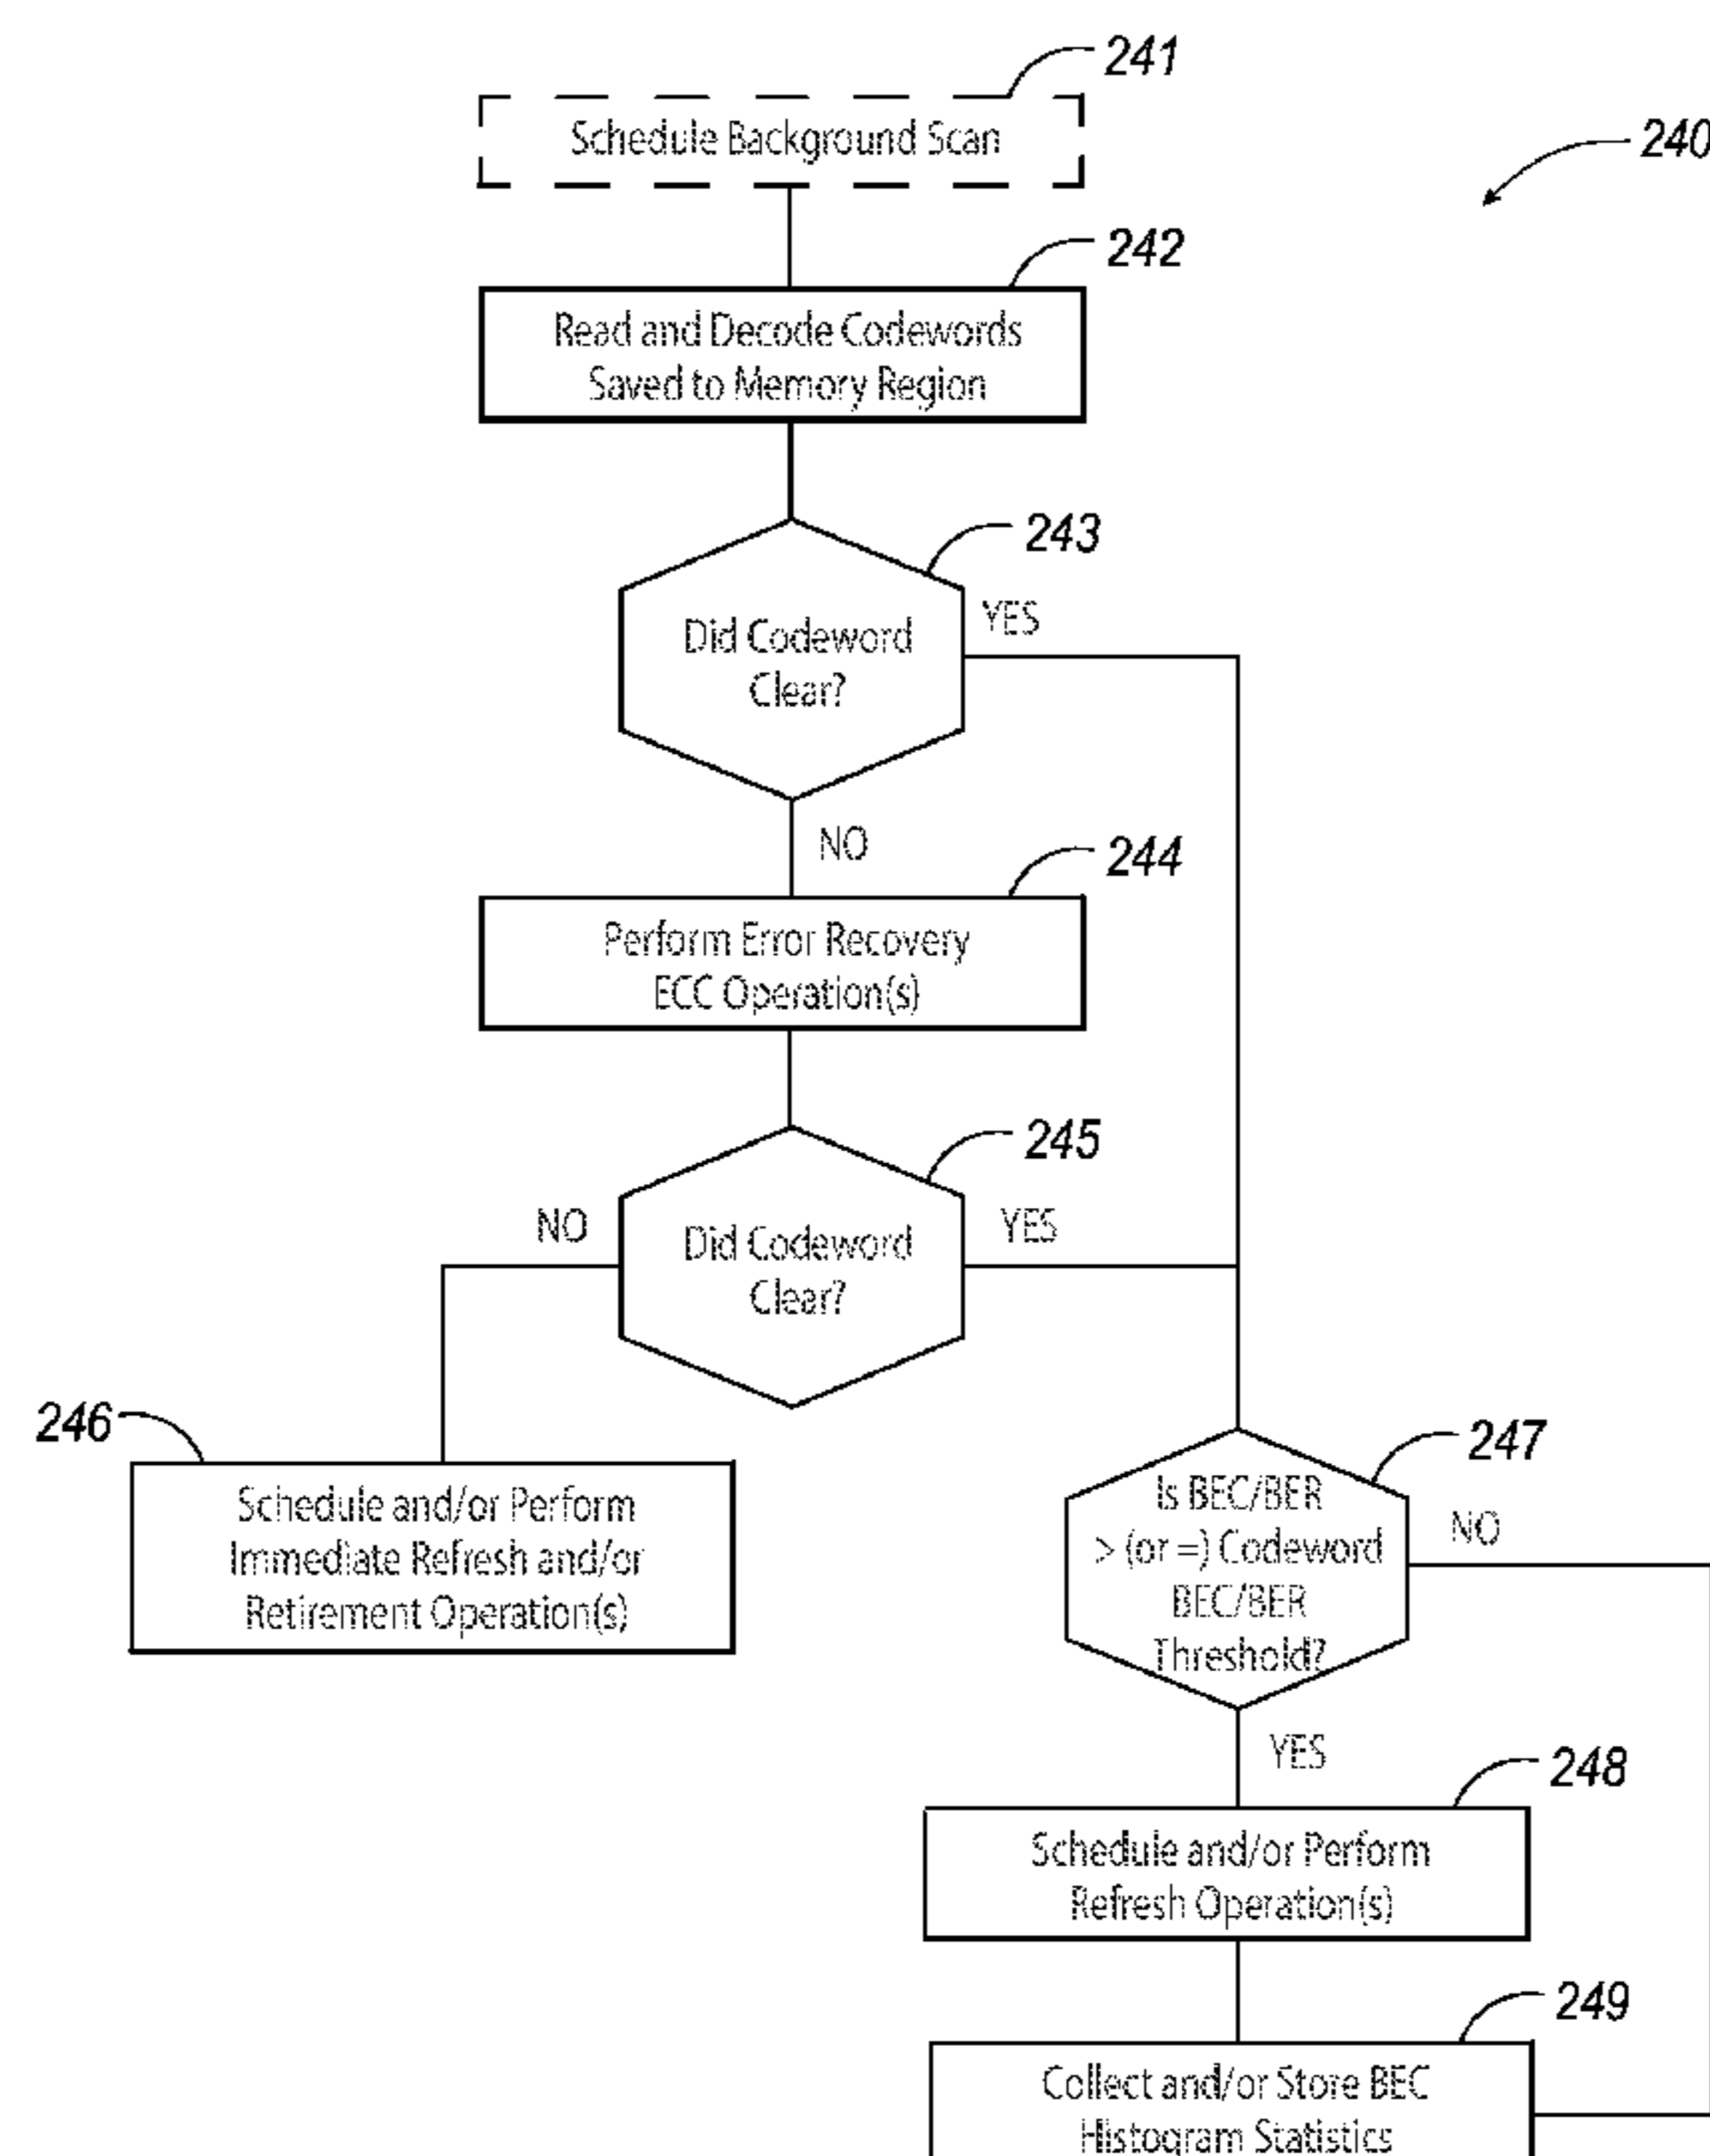 241
Schedule Background Scan
240
242
Read and Decode Codewords
Saved to Memory Region
243
Did Codeword
Clear?
YES
NO
244
Perform Error Recovery
ECC Operation(s)
245
NO
Did Codeword
Clear?
YES
246
Schedule and/or Perform
Immediate Refresh and/or
Retirement Operation(s)
247
Is BEC/BER
> (or =) Codeword
BEC/BER
Threshold?
NO
YES
248
Schedule and/or Perform
Refresh Operation(s)
249
Collect and/or Store BEC
Histogram Statistics